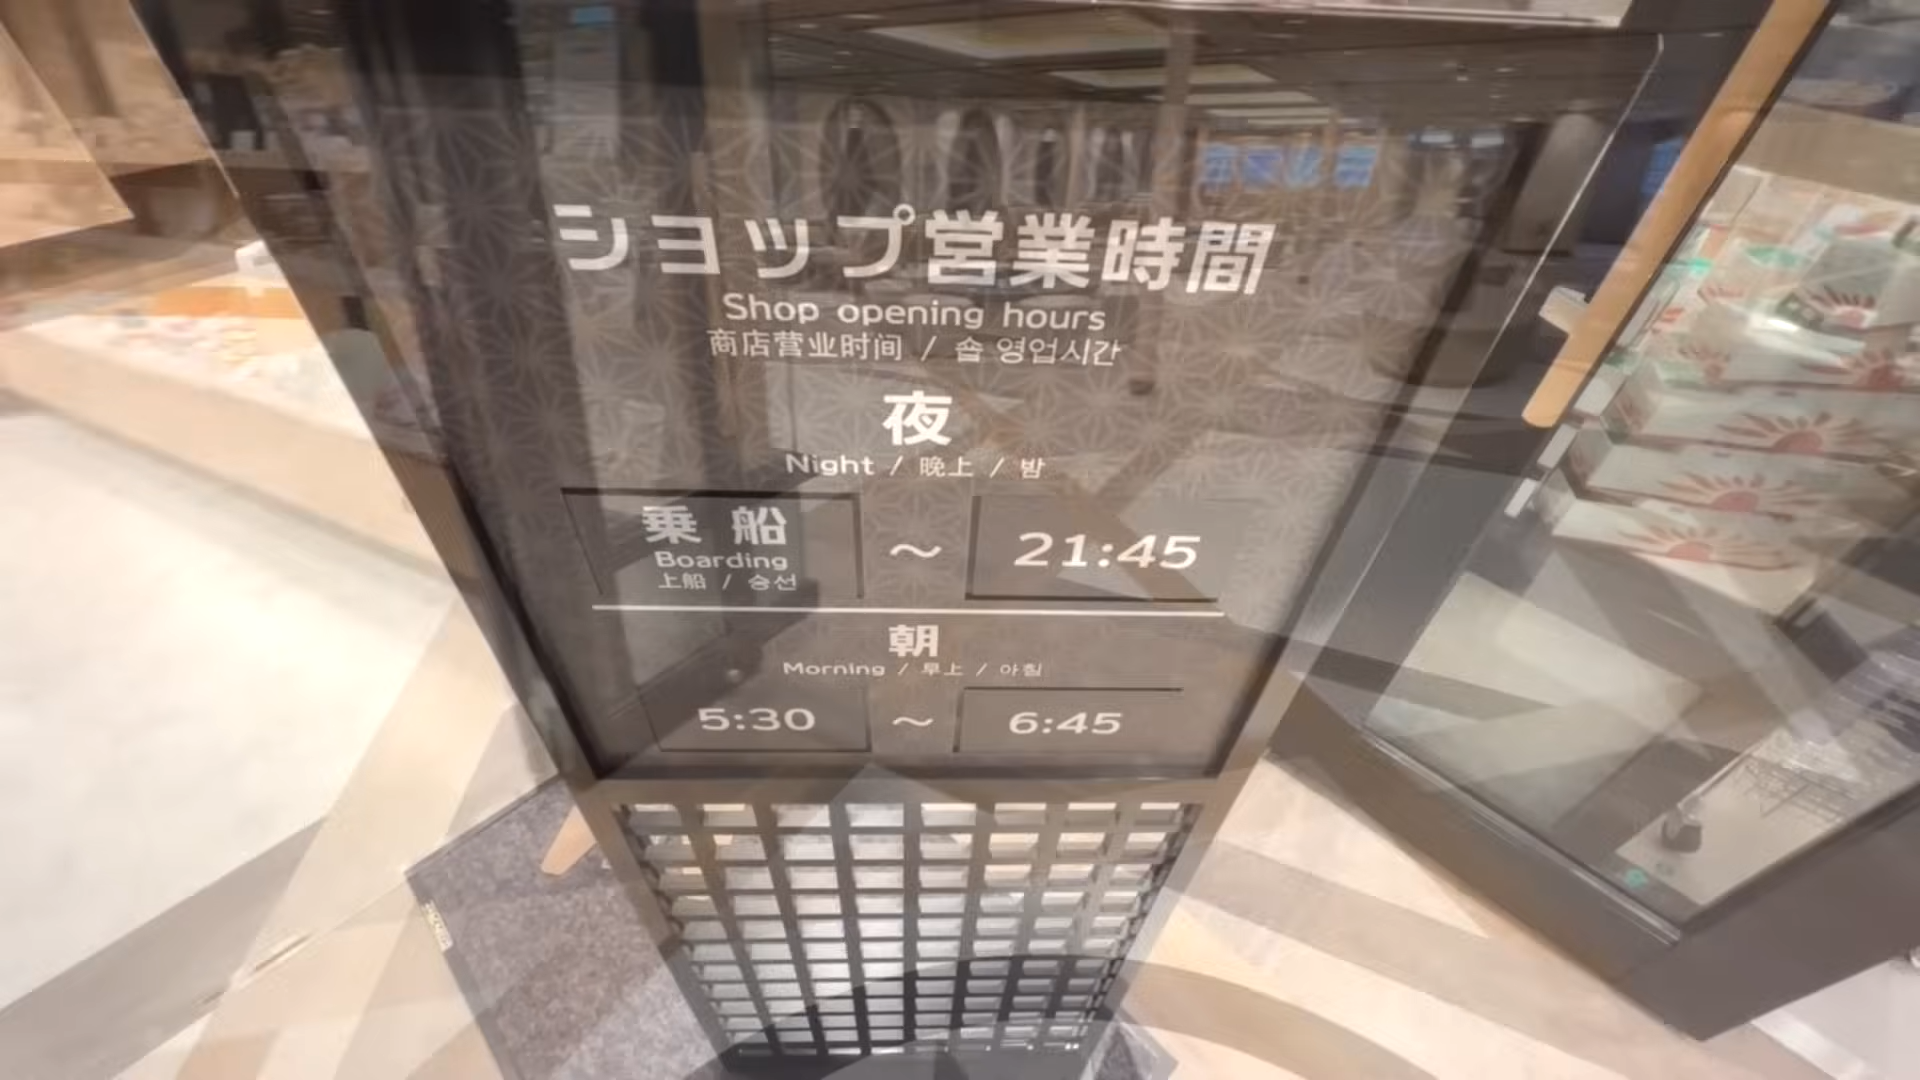 ショップ営業時間
Shop opening hours
商店营业时间 / 숍 영업시간
夜
Night / 晚上 / 밤
乗 船 ～ 21:45
Boarding
上船 / 승선
朝
Morning / 早上 / 아침
5:30 ～ 6:45